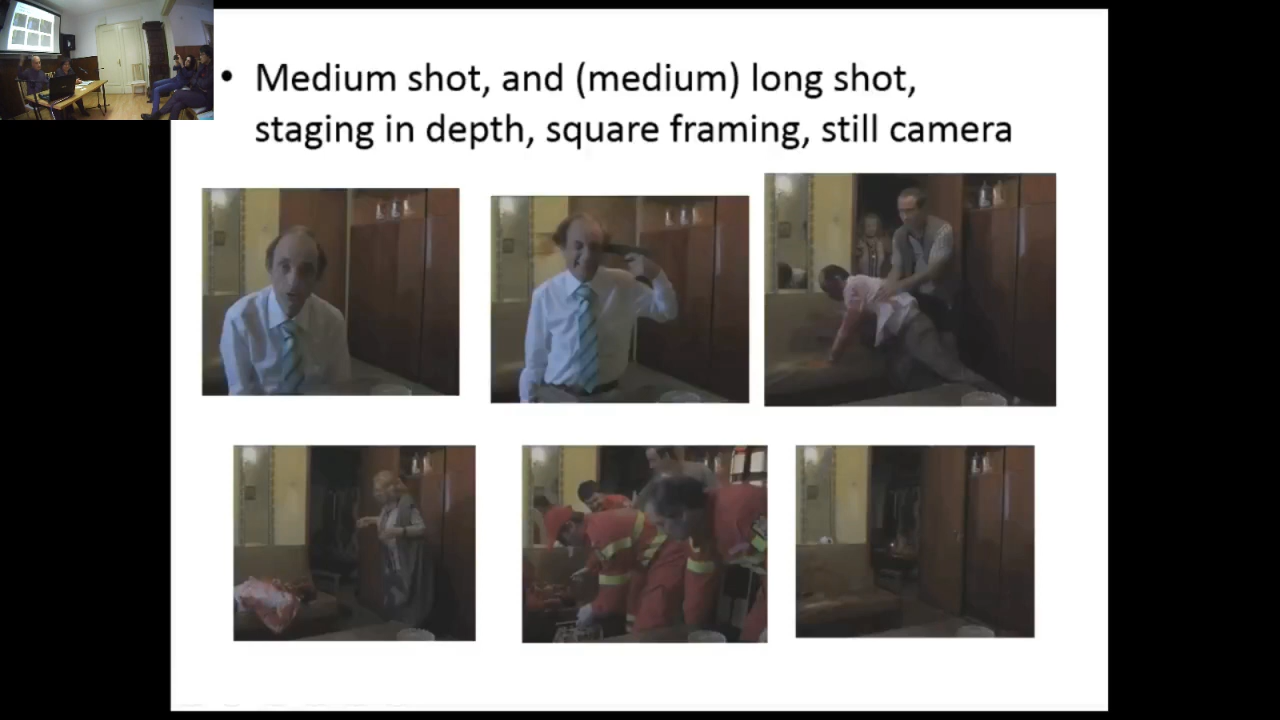 • Medium shot, and (medium) long shot,
staging in depth, square framing, still camera